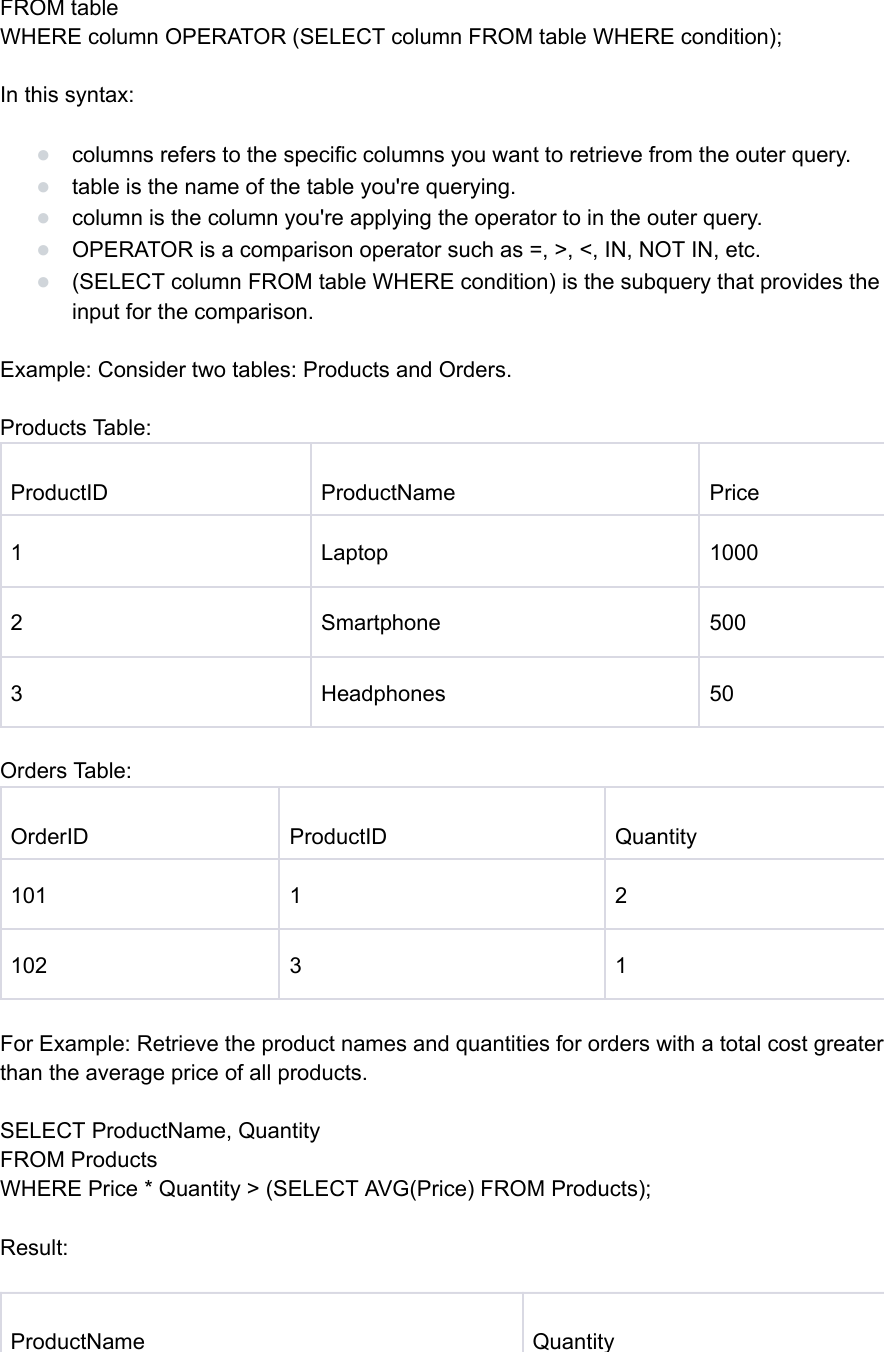 FROM table
WHERE column OPERATOR (SELECT column FROM table WHERE condition);
In this syntax:
columns refers to the specific columns you want to retrieve from the outer query.
table is the name of the table you're querying.
column is the column you're applying the operator to in the outer query.
OPERATOR is a comparison operator such as =, >, <, IN, NOT IN, etc.
(SELECT column FROM table WHERE condition) is the subquery that provides the
input for the comparison.
Example: Consider two tables: Products and Orders.
Products Table:
ProductID ProductName Price
1 Laptop 1000
2 Smartphone 500
3 Headphones 50
Orders Table:
OrderID ProductID Quantity
101 1 2
102 3 1
For Example: Retrieve the product names and quantities for orders with a total cost greater
than the average price of all products.
SELECT ProductName, Quantity
FROM Products
WHERE Price * Quantity > (SELECT AVG(Price) FROM Products);
Result:
ProductName Quantity